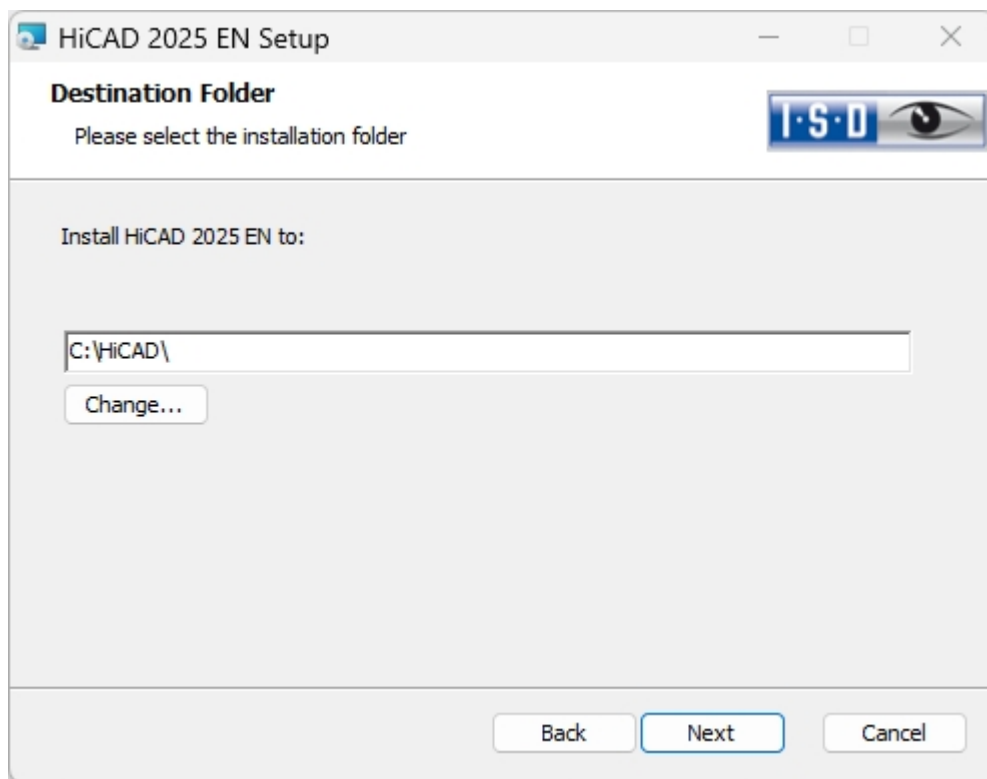 HiCAD 2025 EN Setup
Destination Folder
Please select the installation folder
I·S·D
Install HiCAD 2025 EN to:
C:\HiCAD\
Change...
Back
Next
Cancel